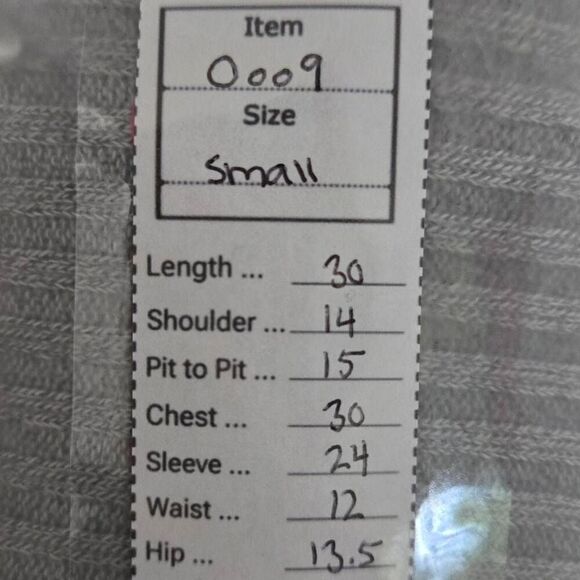 Item
0009
Size
small
Length ... 30
Shoulder ... 14
Pit to Pit ... 15
Chest ... 30
Sleeve ... 24
Waist ... 12
Hip ... 13.5